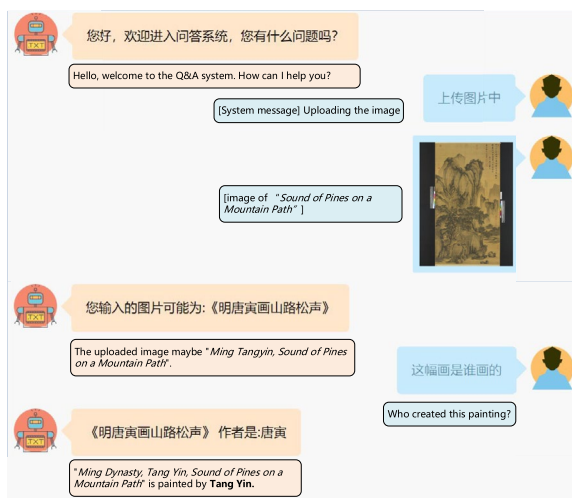 您好，欢迎进入问答系统，您有什么问题吗？
Hello, welcome to the Q&A system. How can I help you?
上传图片中
[System message] Uploading the image
[image of “Sound of Pines on a
Mountain Path”]
TXT
您输入的图片可能为:《明唐寅画山路松声》
The uploaded image maybe "Ming Tangyin, Sound of Pines
on a Mountain Path".
这幅画是谁画的
Who created this painting?
TXT
《明唐寅画山路松声》 作者是:唐寅
"Ming Dynasty, Tang Yin, Sound of Pines on a
Mountain Path" is painted by Tang Yin.
TXT